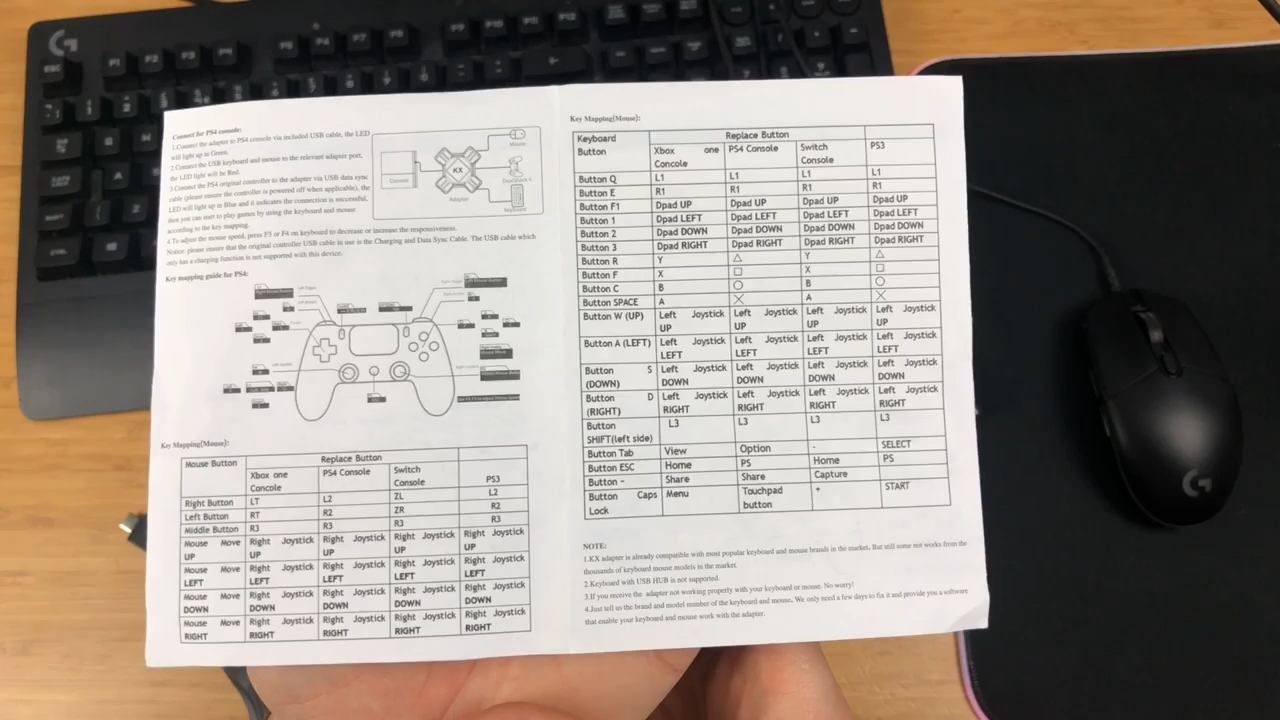 Connect for PS4 console:
1.Connect the adapter to PS4 console via included USB cable, the LED
will light up in Green.
2.Connect the USB keyboard and mouse to the relevant adapter port,
the LED light will be Red.
3.Connect the PS4 original controller to the adapter via USB data sync
cable (please ensure the controller is powered off when applicable), the
LED will light up in Blue and it indicates the connection is successful,
then you can start to play games by using the keyboard and mouse
according to the key mapping.
4.To adjust the mouse speed, press F3 or F4 on keyboard to decrease or increase the responsiveness.
Notice: please ensure that the original controller USB cable in use is the Charging and Data Sync Cable. The USB cable which
only has a charging function is not supported with this device.
Console
KX
Adapter
Mouse
DualShock 4
Keyboard
Key mapping guide for PS4:
Key Mapping[Mouse]:
Mouse Button Replace Button
Xbox one Concole PS4 Console Switch Console PS3
Right Button LT L2 ZL L2
Left Button RT R2 ZR R2
Middle Button R3 R3 R3 R3
Mouse Move UP Right Joystick UP Right Joystick UP Right Joystick UP Right Joystick UP
Mouse Move LEFT Right Joystick LEFT Right Joystick LEFT Right Joystick LEFT Right Joystick LEFT
Mouse Move DOWN Right Joystick DOWN Right Joystick DOWN Right Joystick DOWN Right Joystick DOWN
Mouse Move RIGHT Right Joystick RIGHT Right Joystick RIGHT Right Joystick RIGHT Right Joystick RIGHT
Key Mapping[Mouse]:
Keyboard Button Replace Button
Xbox one Concole PS4 Console Switch Console PS3
Button Q L1 L1 L1 L1
Button E R1 R1 R1 R1
Button F1 Dpad UP Dpad UP Dpad UP Dpad UP
Button 1 Dpad LEFT Dpad LEFT Dpad LEFT Dpad LEFT
Button 2 Dpad DOWN Dpad DOWN Dpad DOWN Dpad DOWN
Button 3 Dpad RIGHT Dpad RIGHT Dpad RIGHT Dpad RIGHT
Button R Y △ Y △
Button F X □ X □
Button C B ○ B ○
Button SPACE A ╳ A ╳
Button W (UP) Left Joystick UP Left Joystick UP Left Joystick UP Left Joystick UP
Button A (LEFT) Left Joystick LEFT Left Joystick LEFT Left Joystick LEFT Left Joystick LEFT
Button S (DOWN) Left Joystick DOWN Left Joystick DOWN Left Joystick DOWN Left Joystick DOWN
Button D (RIGHT) Left Joystick RIGHT Left Joystick RIGHT Left Joystick RIGHT Left Joystick RIGHT
Button SHIFT(left side) L3 L3 L3 L3
Button Tab View Option - SELECT
Button ESC Home PS Home PS
Button - Share Share Capture
Button Caps Lock Menu Touchpad button + START
NOTE:
1.KX adapter is already compatible with most popular keyboard and mouse brands in the market. But still some not works from the
thousands of keyboard mouse models in the market.
2.Keyboard with USB HUB is not supported.
3.If you receive the adapter not working properly with your keyboard or mouse. No worry!
4.Just tell us the brand and model number of the keyboard and mouse. We only need a few days to fix it and provide you a software
that enable your keyboard and mouse work with the adapter.